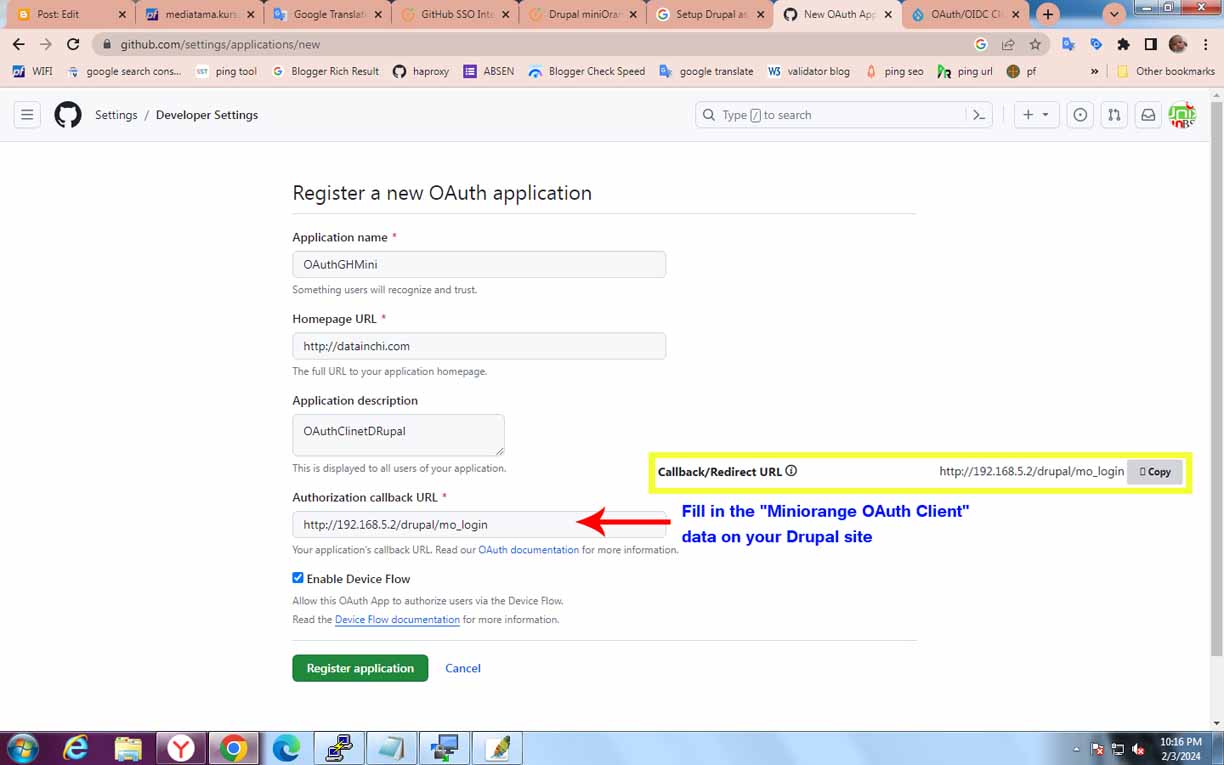 Post: Edit
mediatama.kurs
Google Translat
GitHub SSO Inte
Drupal miniOran
Setup Drupal as
New OAuth App
OAuth/OIDC Cl
github.com/settings/applications/new
WIFI
google search cons...
SST
ping tool
Blogger Rich Result
haproxy
ABSEN
Blogger Check Speed
google translate
validator blog
ping seo
ping url
pf
»
Other bookmarks
Settings / Developer Settings
Type / to search
Register a new OAuth application
Application name *
OAuthGHMini
Something users will recognize and trust.
Homepage URL *
http://datainchi.com
The full URL to your application homepage.
Application description
OAuthClinetDRupal
This is displayed to all users of your application.
Callback/Redirect URL
http://192.168.5.2/drupal/mo_login
Copy
Authorization callback URL *
http://192.168.5.2/drupal/mo_login
Fill in the "Miniorange OAuth Client"
data on your Drupal site
Your application's callback URL. Read our OAuth documentation for more information.
Enable Device Flow
Allow this OAuth App to authorize users via the Device Flow.
Read the Device Flow documentation for more information.
Register application
Cancel
10:16 PM
2/3/2024